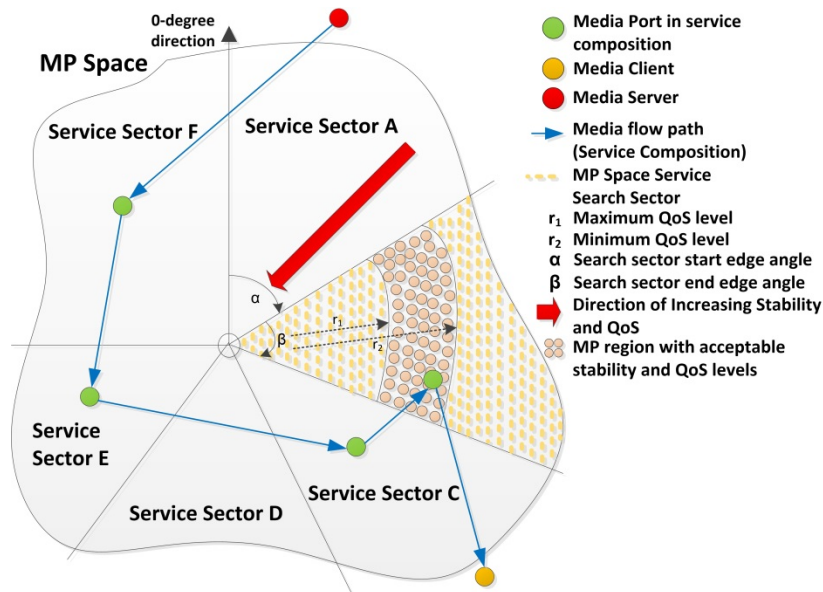 0-degree
direction
MP Space
Service Sector F
Service Sector A
α
β
r₁
r₂
Service
Sector E
Service Sector D
Service Sector C
Media Port in service
composition
Media Client
Media Server
Media flow path
(Service Composition)
MP Space Service
Search Sector
r₁ Maximum QoS level
r₂ Minimum QoS level
α Search sector start edge angle
β Search sector end edge angle
Direction of Increasing Stability
and QoS
MP region with acceptable
stability and QoS levels